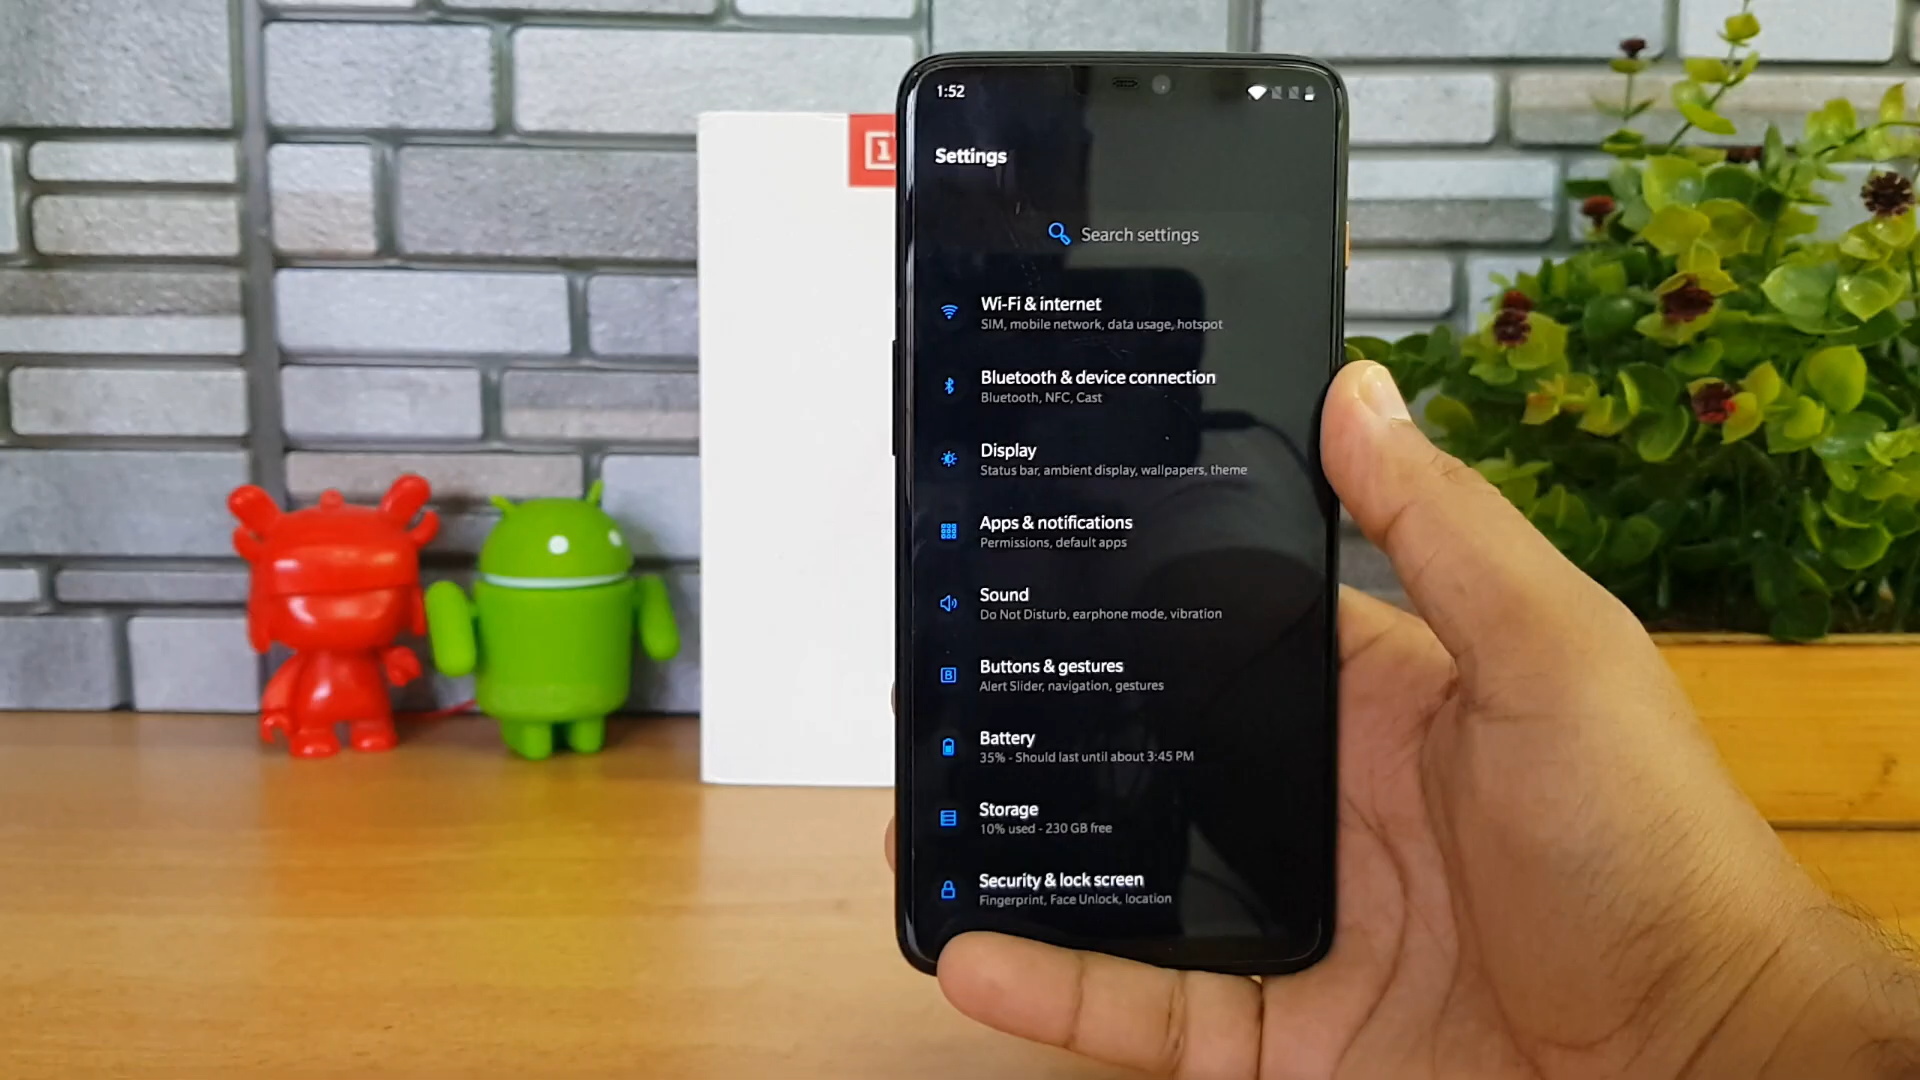 1:52
1
Settings
Search settings
Wi-Fi & internet
SIM, mobile network, data usage, hotspot
Bluetooth & device connection
Bluetooth, NFC, Cast
Display
Status bar, ambient display, wallpapers, theme
Apps & notifications
Permissions, default apps
Sound
Do Not Disturb, earphone mode, vibration
Buttons & gestures
Alert Slider, navigation, gestures
Battery
35% - Should last until about 3:45 PM
Storage
10% used - 230 GB free
Security & lock screen
Fingerprint, Face Unlock, location